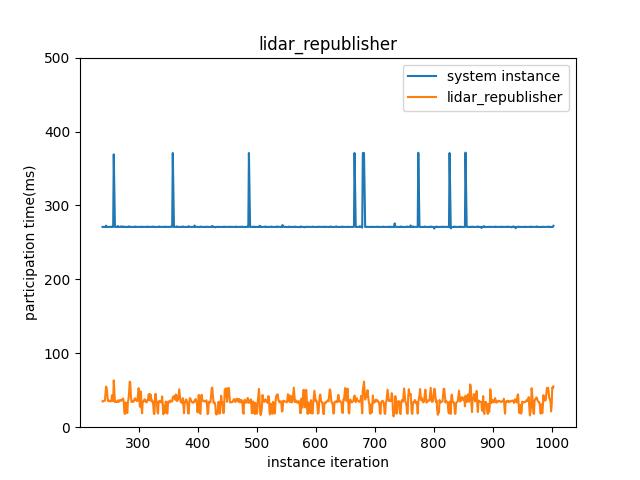 lidar_republisher
500
400
300
200
100
0
participation time(ms)
system instance
lidar_republisher
300 400 500 600 700 800 900 1000
instance iteration